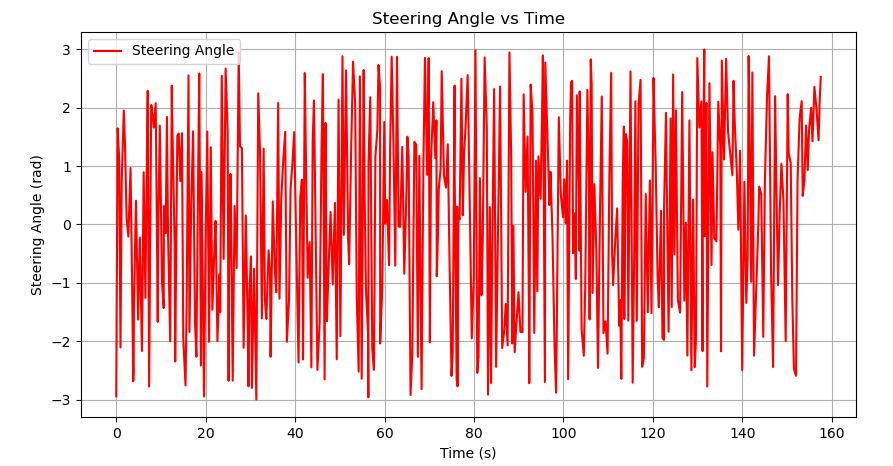 Steering Angle vs Time
Steering Angle
Steering Angle (rad)
3
2
1
0
−1
−2
−3
0 20 40 60 80 100 120 140 160
Time (s)